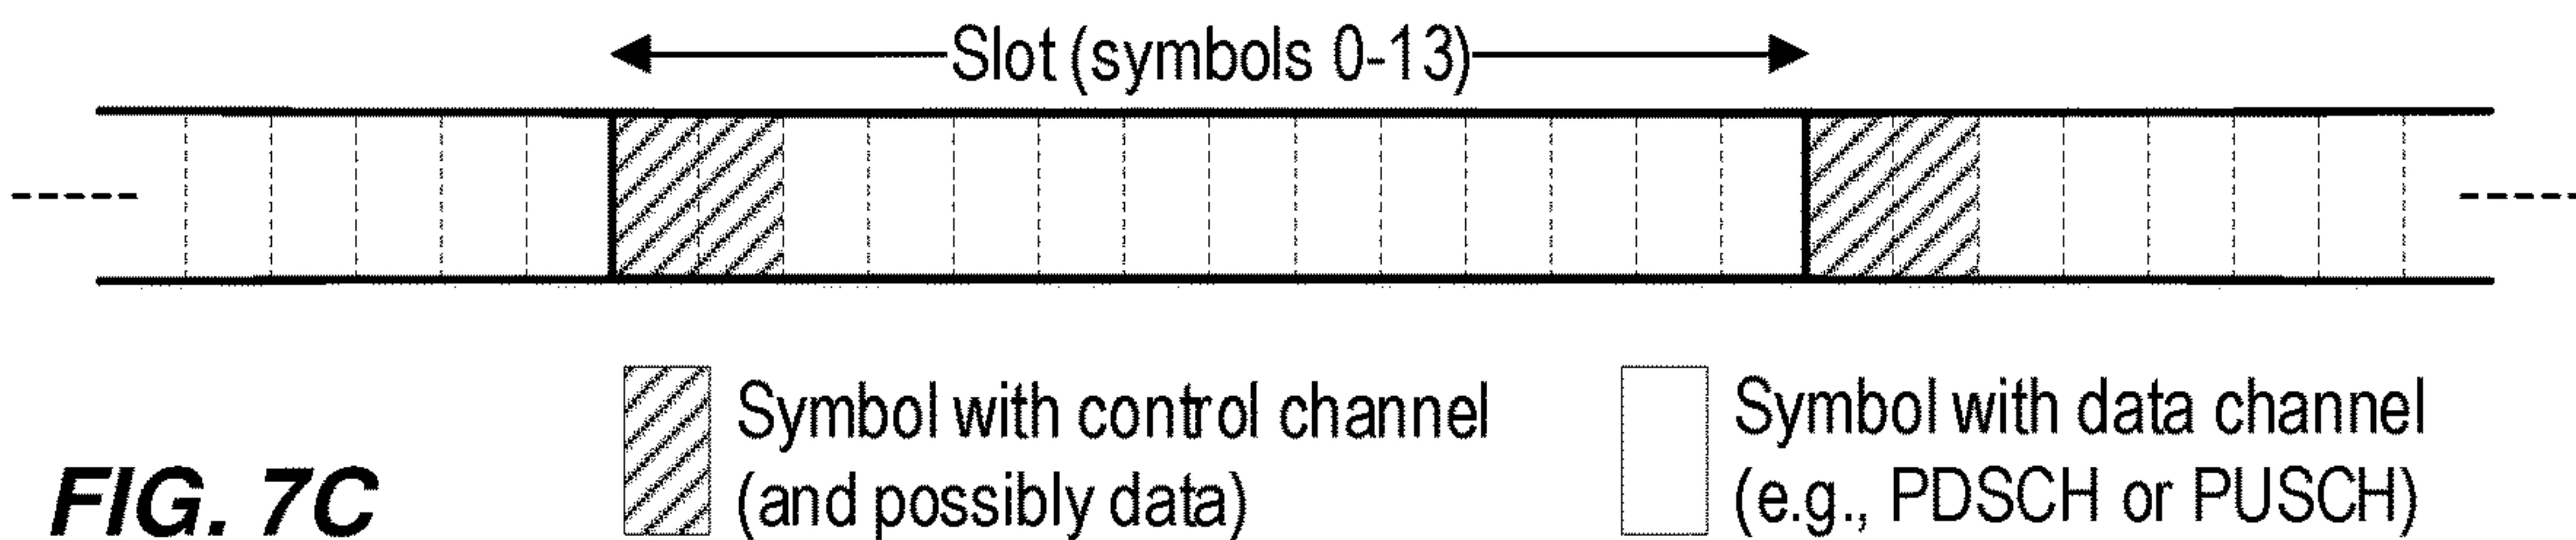 Slot (symbols 0-13)
Symbol with control channel
(and possibly data)
Symbol with data channel
(e.g., PDSCH or PUSCH)
FIG. 7C